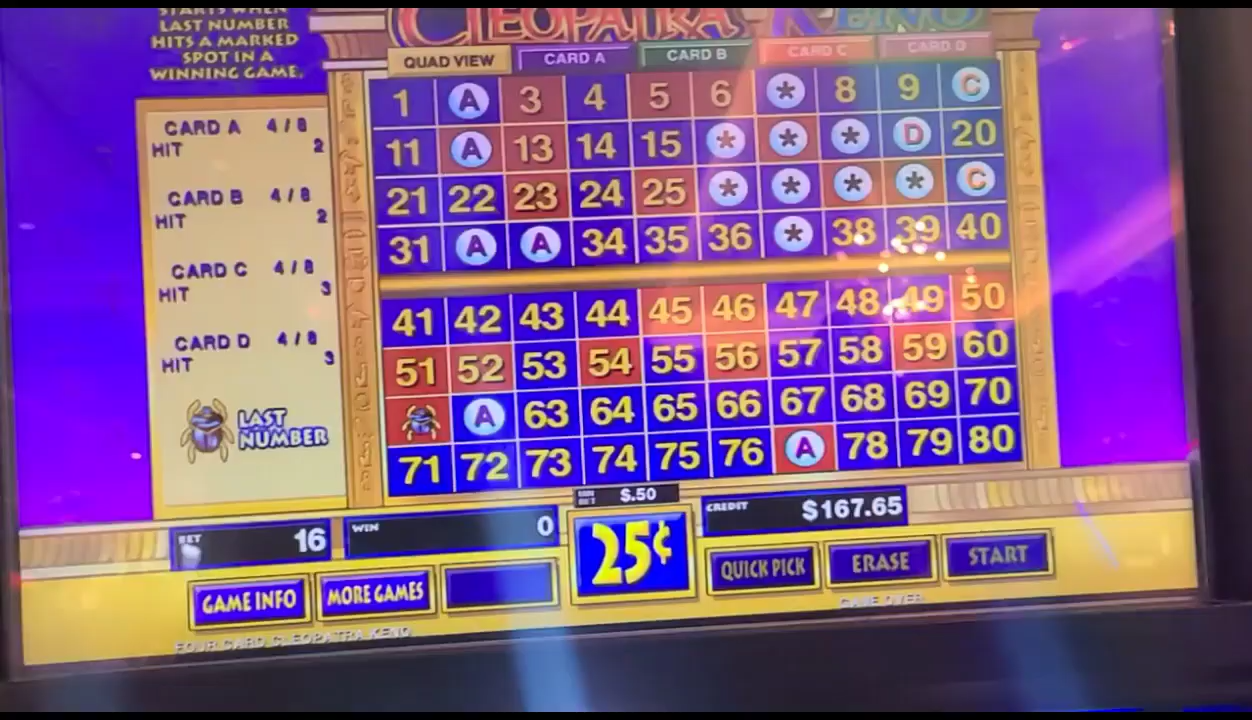 STARTS WHEN
LAST NUMBER
HITS A MARKED
SPOT IN A
WINNING GAME.
CLEOPATRA KENO
QUAD VIEW CARD A CARD B CARD C CARD D
CARD A 4/8
HIT 2
CARD B 4/8
HIT 2
CARD C 4/8
HIT 3
CARD D 4/8
HIT 3
LAST
NUMBER
1 A 3 4 5 6 * 8 9 C
11 A 13 14 15 * * * D 20
21 22 23 24 25 * * * * C
31 A A 34 35 36 * 38 39 40
41 42 43 44 45 46 47 48 49 50
51 52 53 54 55 56 57 58 59 60
A 63 64 65 66 67 68 69 70
71 72 73 74 75 76 A 78 79 80
BET 16 WIN 0 MIN BET $.50 CREDIT $167.65
25¢
GAME INFO MORE GAMES QUICK PICK ERASE START
FOUR CARD CLEOPATRA KENO GAME OVER